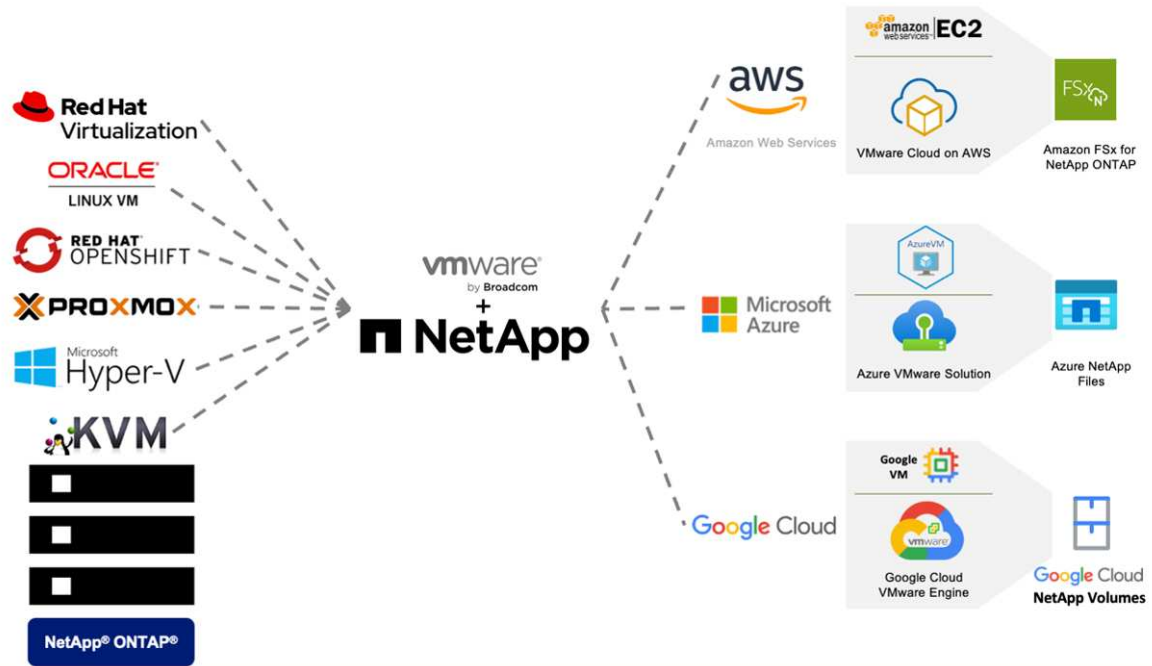 Red Hat
Virtualization
ORACLE®
LINUX VM
RED HAT®
OPENSHIFT
PROXMOX
Microsoft
Hyper-V
KVM
NetApp® ONTAP®
vmware®
by Broadcom
+
NetApp
aws
Amazon Web Services
Microsoft
Azure
Google Cloud
amazon
webservices™
EC2
VMware Cloud on AWS
FSx
N
Amazon FSx for
NetApp ONTAP
AzureVM
Azure VMware Solution
Azure NetApp
Files
Google
VM
vmware
Google Cloud
VMware Engine
Google Cloud
NetApp Volumes